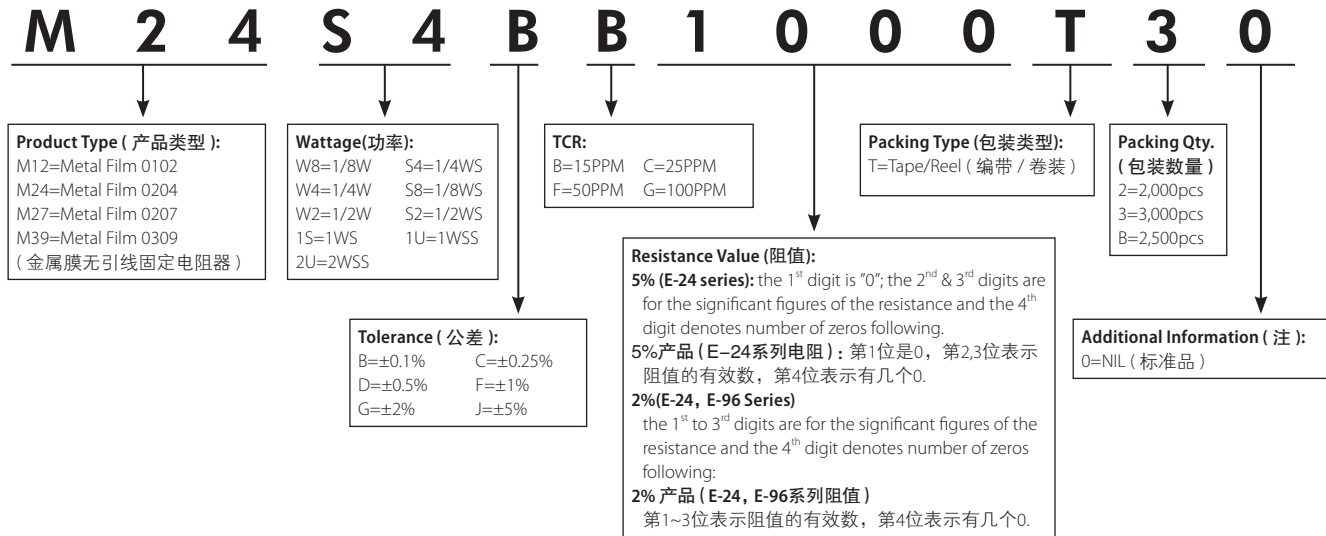 M 2 4 S 4 B B 1 0 0 0 T 3 0
Product Type ( 产品类型 ):
M12=Metal Film 0102
M24=Metal Film 0204
M27=Metal Film 0207
M39=Metal Film 0309
( 金属膜无引线固定电阻器 )
Wattage(功率):
W8=1/8W S4=1/4WS
W4=1/4W S8=1/8WS
W2=1/2W S2=1/2WS
1S=1WS 1U=1WSS
2U=2WSS
Tolerance ( 公差 ):
B=±0.1% C=±0.25%
D=±0.5% F=±1%
G=±2% J=±5%
TCR:
B=15PPM C=25PPM
F=50PPM G=100PPM
Resistance Value (阻值):
5% (E-24 series): the 1st digit is "0"; the 2nd & 3rd digits are
for the significant figures of the resistance and the 4th
digit denotes number of zeros following.
5%产品 ( E–24系列电阻 ) : 第1位是0，第2,3位表示
阻值的有效数，第4位表示有几个0.
2%(E-24, E-96 Series)
the 1st to 3rd digits are for the significant figures of the
resistance and the 4th digit denotes number of zeros
following:
2% 产品 ( E-24, E-96系列阻值 )
第1~3位表示阻值的有效数，第4位表示有几个0.
Packing Type (包装类型):
T=Tape/Reel ( 编带 / 卷装 )
Packing Qty.
( 包装数量 )
2=2,000pcs
3=3,000pcs
B=2,500pcs
Additional Information ( 注 ):
0=NIL ( 标准品 )